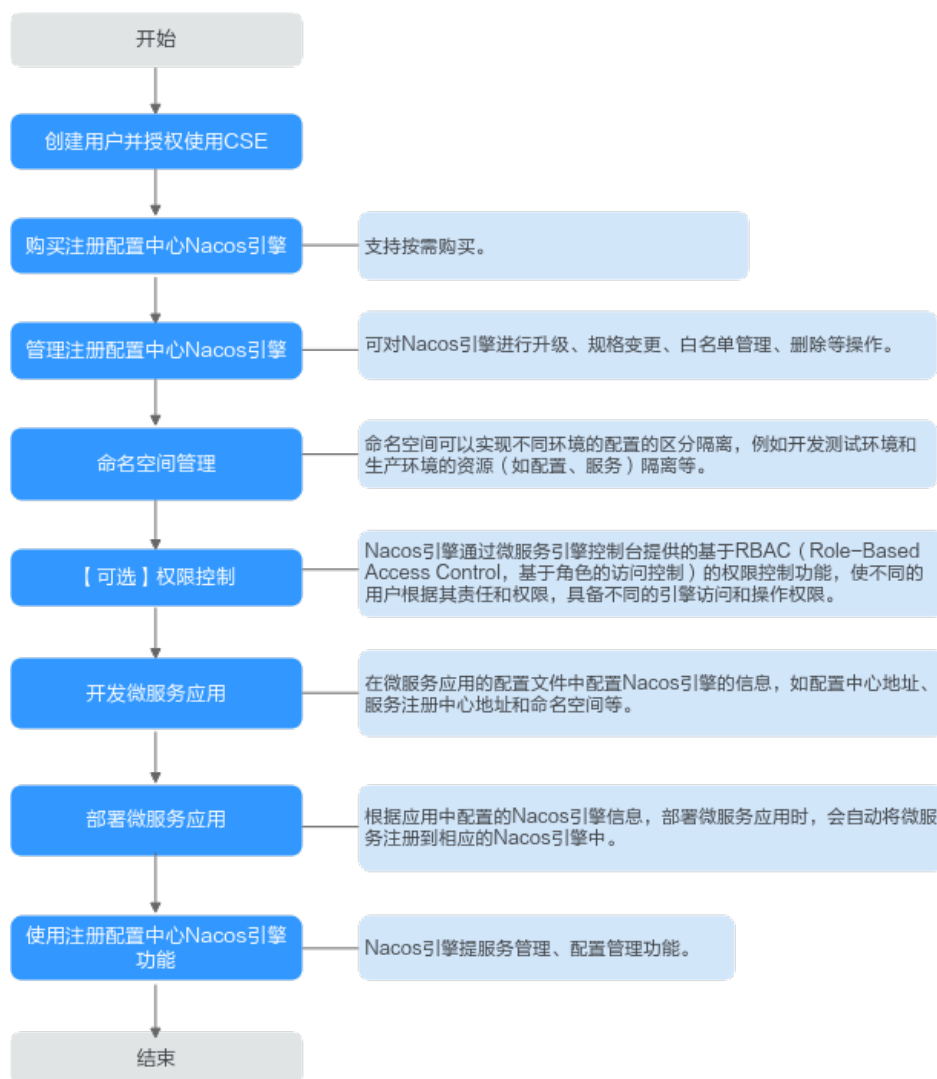 开始
创建用户并授权使用CSE
购买注册配置中心Nacos引擎
支持按需购买。
管理注册配置中心Nacos引擎
可对Nacos引擎进行升级、规格变更、白名单管理、删除等操作。
命名空间管理
命名空间可以实现不同环境的配置的区分隔离，例如开发测试环境和
生产环境的资源（如配置、服务）隔离等。
【可选】权限控制
Nacos引擎通过微服务引擎控制台提供的基于RBAC（Role-Based
Access Control，基于角色的访问控制）的权限控制功能，使不同的
用户根据其责任和权限，具备不同的引擎访问和操作权限。
开发微服务应用
在微服务应用的配置文件中配置Nacos引擎的信息，如配置中心地址、
服务注册中心地址和命名空间等。
部署微服务应用
根据应用中配置的Nacos引擎信息，部署微服务应用时，会自动将微服
务注册到相应的Nacos引擎中。
使用注册配置中心Nacos引擎
功能
Nacos引擎提服务管理、配置管理功能。
结束